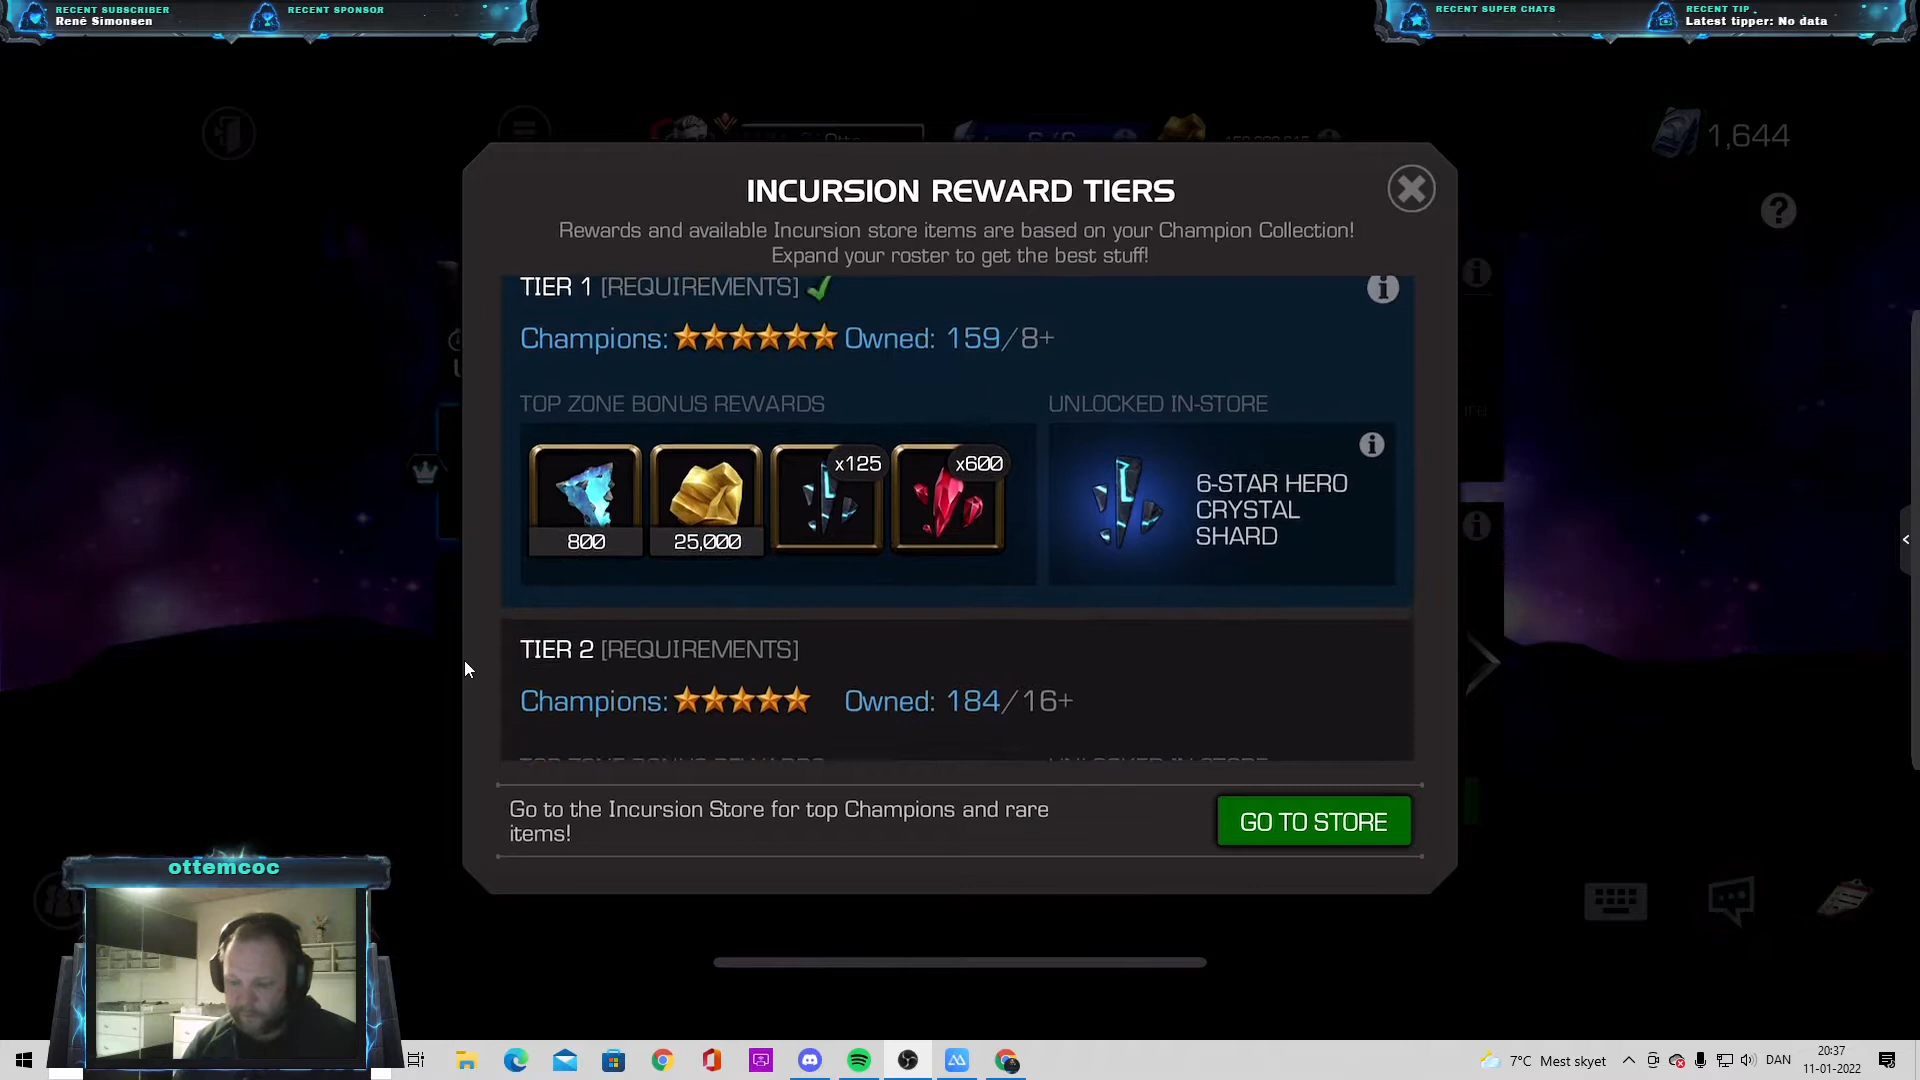 RECENT SUBSCRIBER
René Simonsen
RECENT SPONSOR
RECENT SUPER CHATS
RECENT TIP
Latest tipper: No data
1,644
INCURSION REWARD TIERS
Rewards and available Incursion store items are based on your Champion Collection!
Expand your roster to get the best stuff!
TIER 1 [REQUIREMENTS]
Champions: Owned: 159/8+
TOP ZONE BONUS REWARDS
UNLOCKED IN-STORE
800
25,000
x125
x600
6-STAR HERO
CRYSTAL
SHARD
TIER 2 [REQUIREMENTS]
Champions: Owned: 184/16+
Go to the Incursion Store for top Champions and rare
items!
GO TO STORE
ottemcoc
7°C Mest skyet
DAN
20:37
11-01-2022